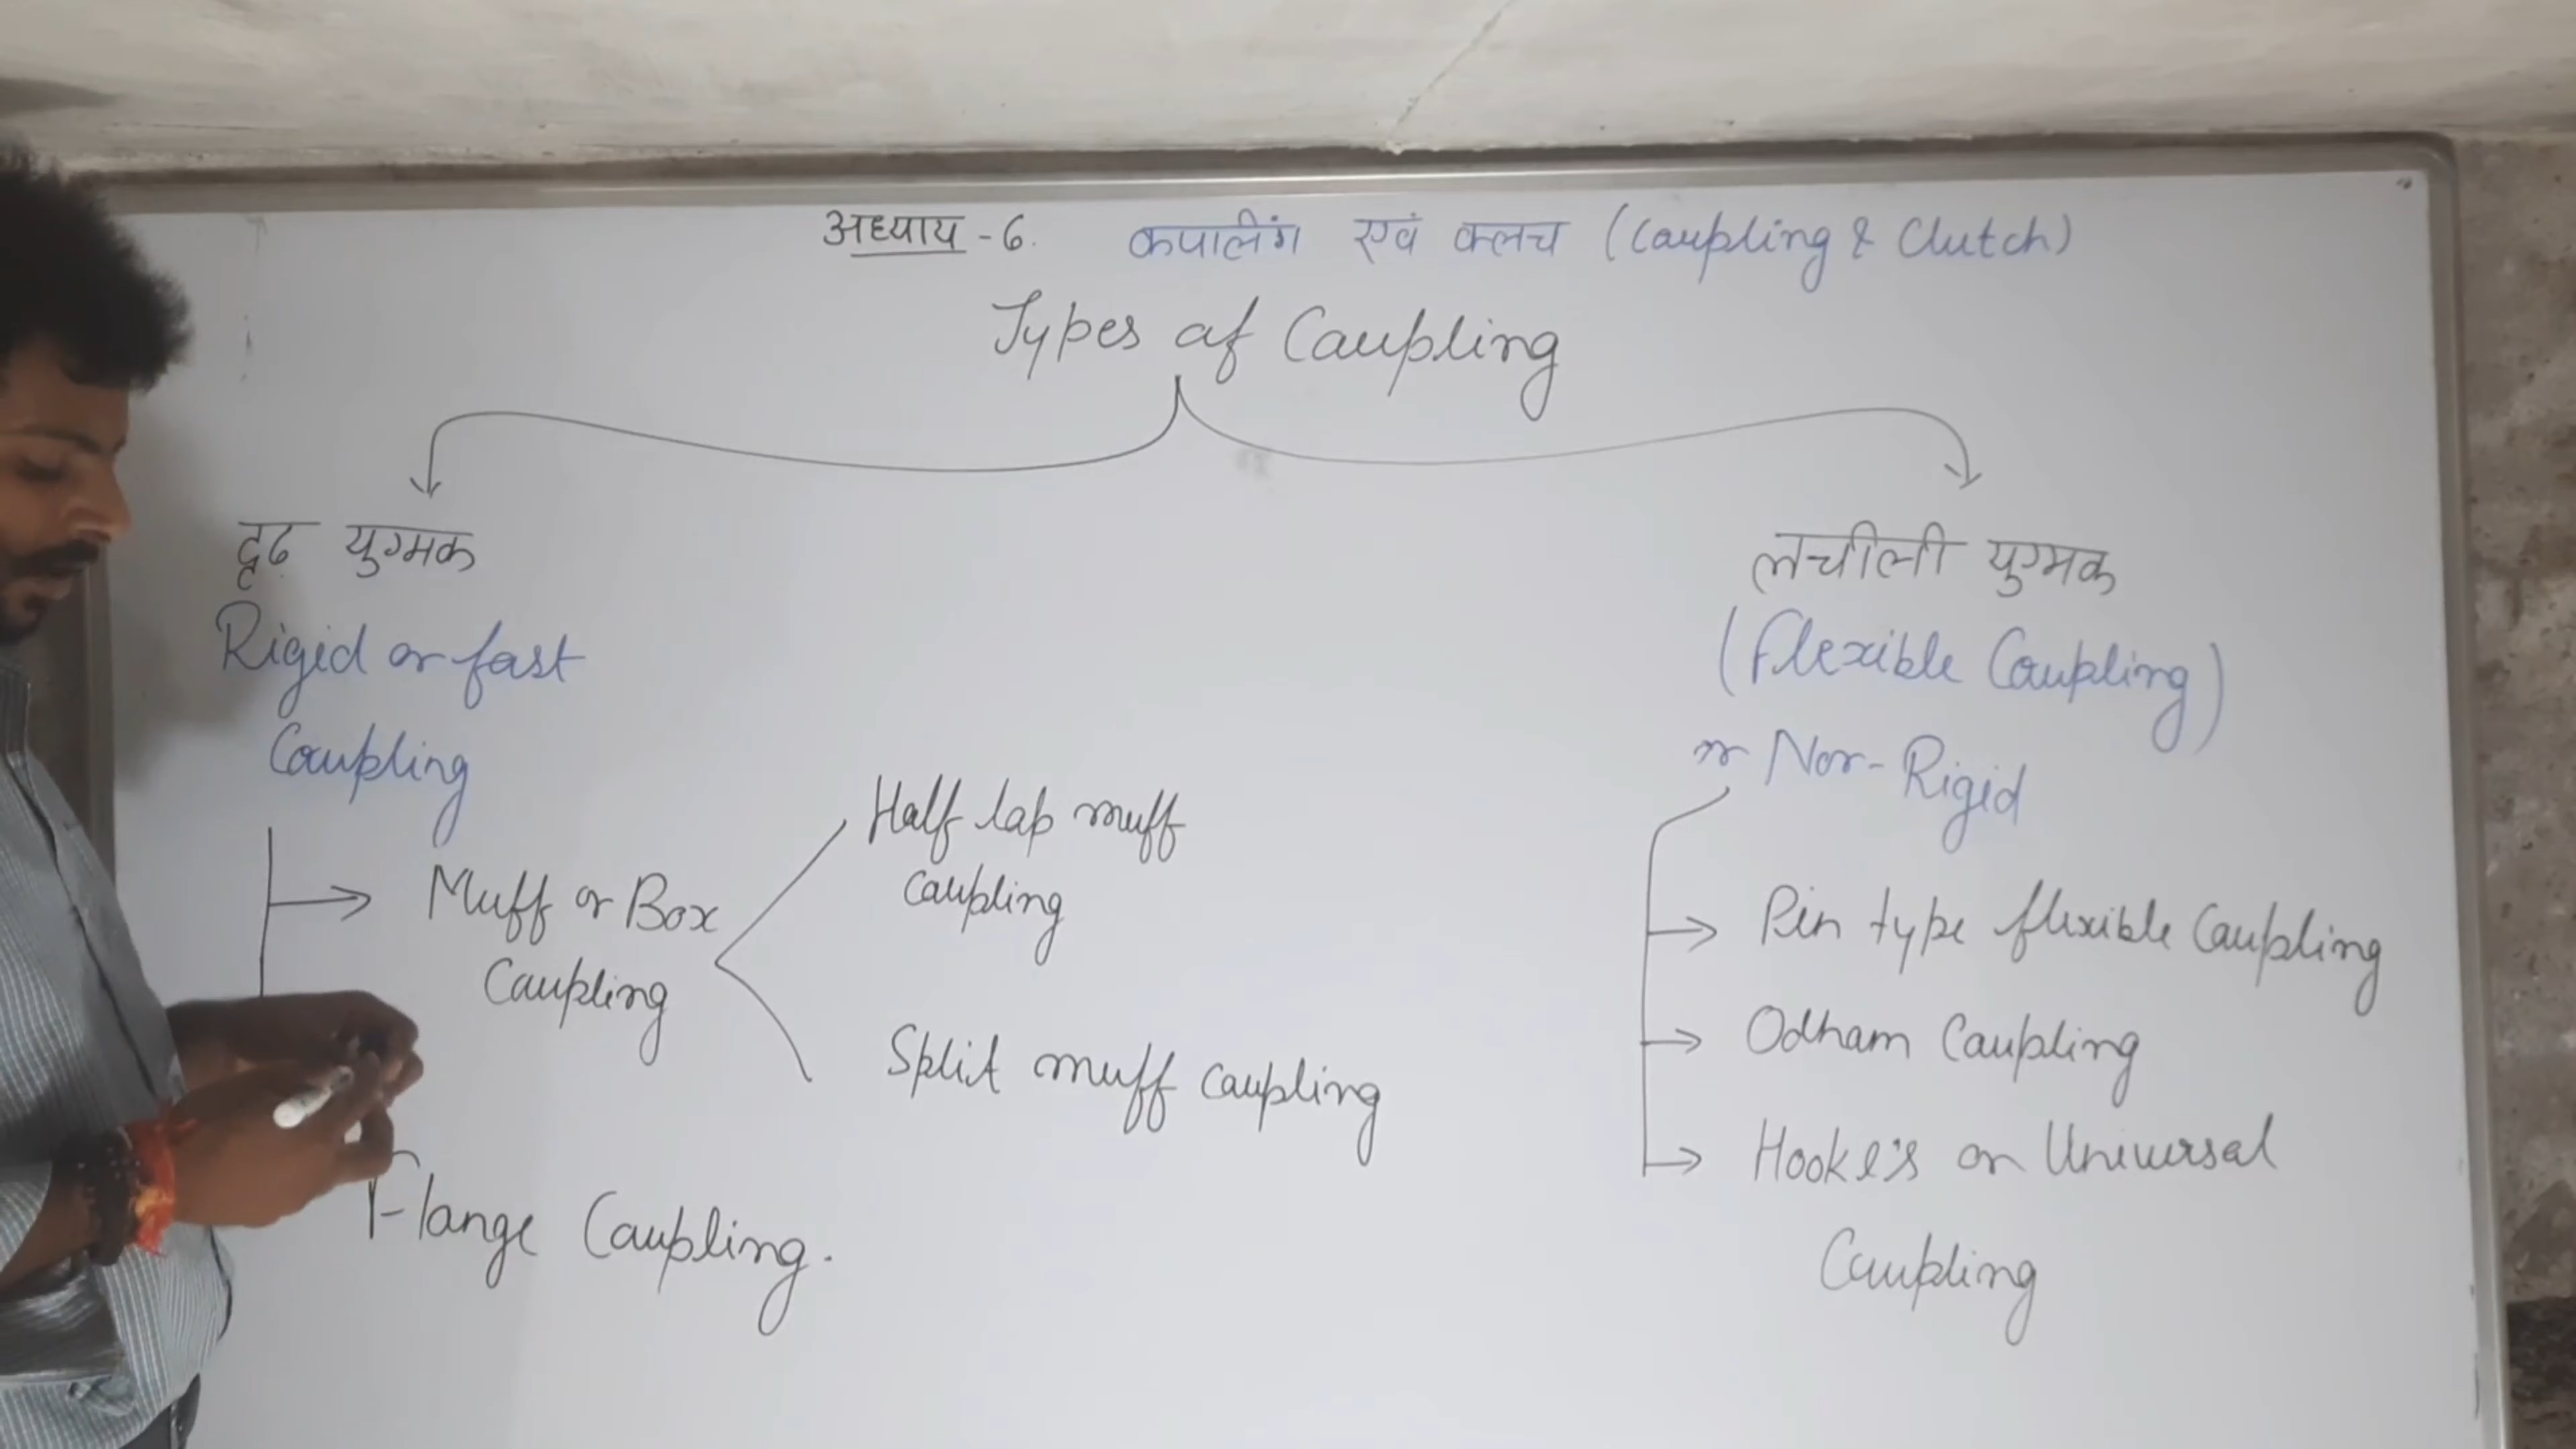 अध्याय - 6. कपलिंग एवं क्लच (Coupling & Clutch)
Types of Coupling
दृढ़ युग्मक
Rigid or fast
Coupling
Muff or Box
Coupling
Half lap muff
coupling
Split muff coupling
Flange Coupling.
लचीली युग्मक
(Flexible Coupling)
or Non-Rigid
Pin type flexible Coupling
Odham Coupling
Hooke's or Universal
Coupling